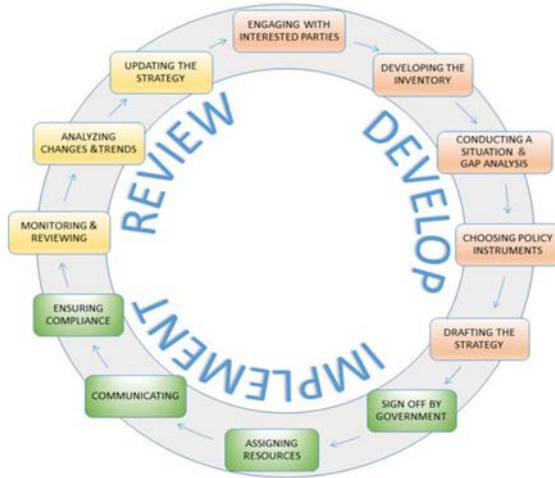 ENGAGING WITH
INTERESTED PARTIES
DEVELOPING THE
INVENTORY
CONDUCTING A
SITUATION & 
GAP ANALYSIS
CHOOSING POLICY
INSTRUMENTS
DRAFTING THE
STRATEGY
SIGN OFF BY
GOVERNMENT
ASSIGNING
RESOURCES
COMMUNICATING
ENSURING
COMPLIANCE
MONITORING &
REVIEWING
ANALYZING
CHANGES & TRENDS
UPDATING THE
STRATEGY
DEVELOP
IMPLEMENT
REVIEW